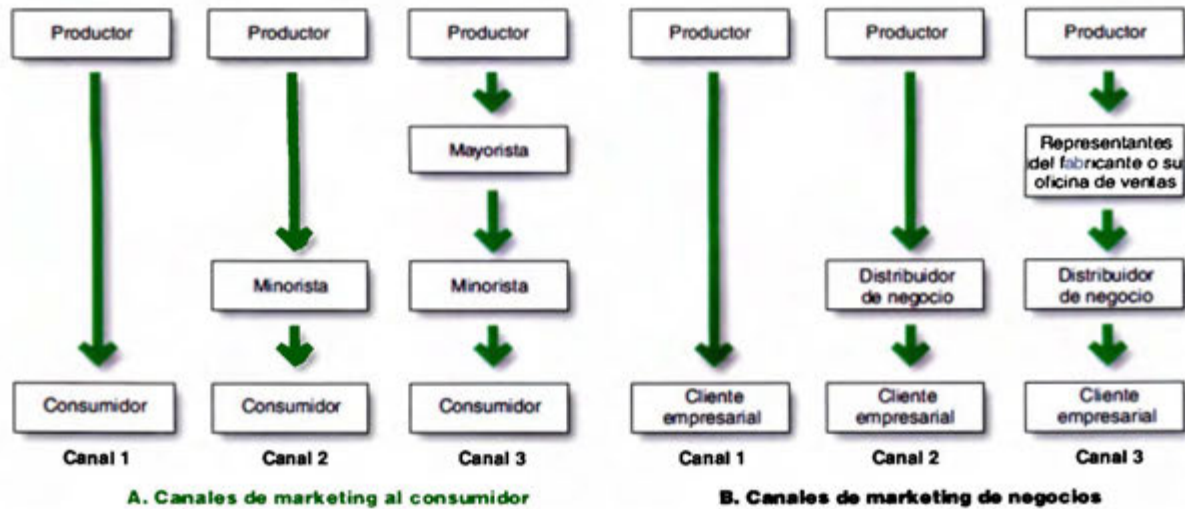 Productor
Productor
Productor
Productor
Productor
Productor
Mayorista
Representantes
del fabricante o su
oficina de ventas
Minorista
Minorista
Distribuidor
de negocio
Distribuidor
de negocio
Consumidor
Consumidor
Consumidor
Cliente
empresarial
Cliente
empresarial
Cliente
empresarial
Canal 1
Canal 2
Canal 3
Canal 1
Canal 2
Canal 3
A. Canales de marketing al consumidor
B. Canales de marketing de negocios